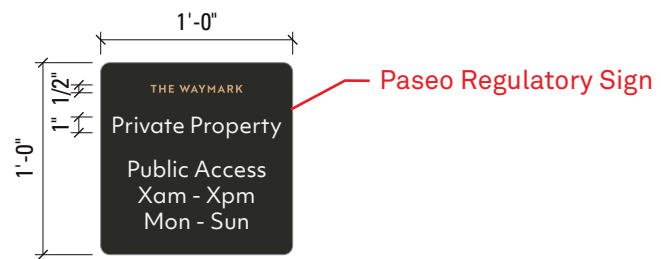 1'-0"
Paseo Regulatory Sign
1'-0"
1/2"
1"
THE WAYMARK
Private Property
Public Access
Xam - Xpm
Mon - Sun